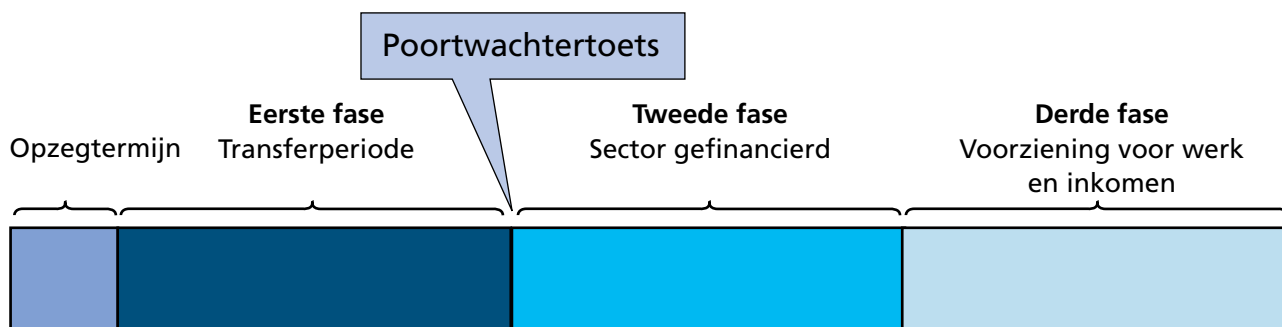 Poortwachtertoets
Opzegtermijn
Eerste fase
Transferperiode
Tweede fase
Sector gefinancierd
Derde fase
Voorziening voor werk
en inkomen